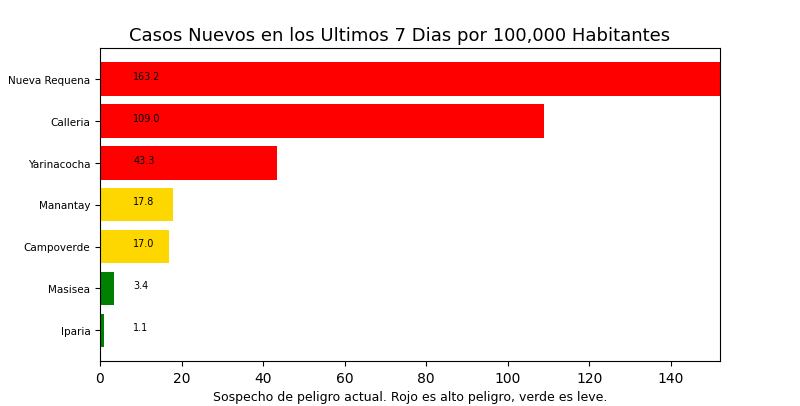 Casos Nuevos en los Ultimos 7 Dias por 100,000 Habitantes
Nueva Requena 163.2
Calleria 109.0
Yarinacocha 43.3
Manantay 17.8
Campoverde 17.0
Masisea 3.4
Iparia 1.1
0 20 40 60 80 100 120 140
Sospecho de peligro actual. Rojo es alto peligro, verde es leve.